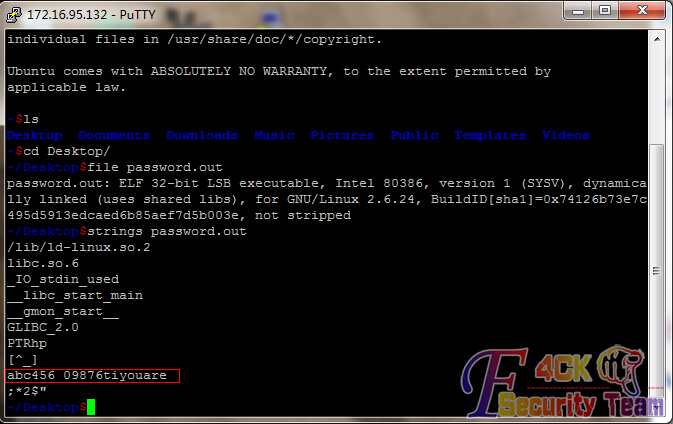 172.16.95.132 - PuTTY
individual files in /usr/share/doc/*/copyright.
Ubuntu comes with ABSOLUTELY NO WARRANTY, to the extent permitted by
applicable law.
~$ls
Desktop Documents Downloads Music Pictures Public Templates Videos
~$cd Desktop/
~/Desktop$file password.out
password.out: ELF 32-bit LSB executable, Intel 80386, version 1 (SYSV), dynamica
lly linked (uses shared libs), for GNU/Linux 2.6.24, BuildID[sha1]=0x74126b73e7c
495d5913edcaed6b85aef7d5b003e, not stripped
~/Desktop$strings password.out
/lib/ld-linux.so.2
libc.so.6
_IO_stdin_used
__libc_start_main
__gmon_start__
GLIBC_2.0
PTRhp
[^_]
abc456 09876tiyouare
;*2$"
~/Desktop$
F4CK
Security Team